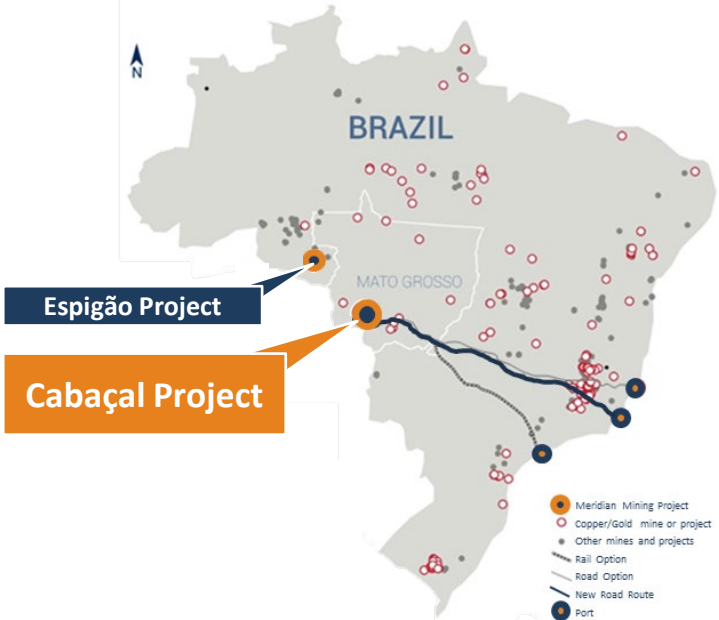 N
BRAZIL
MATO GROSSO
Espigão Project
Cabaçal Project
Meridian Mining Project
Copper/Gold mine or project
Other mines and projects
Rail Option
Road Option
New Road Route
Port